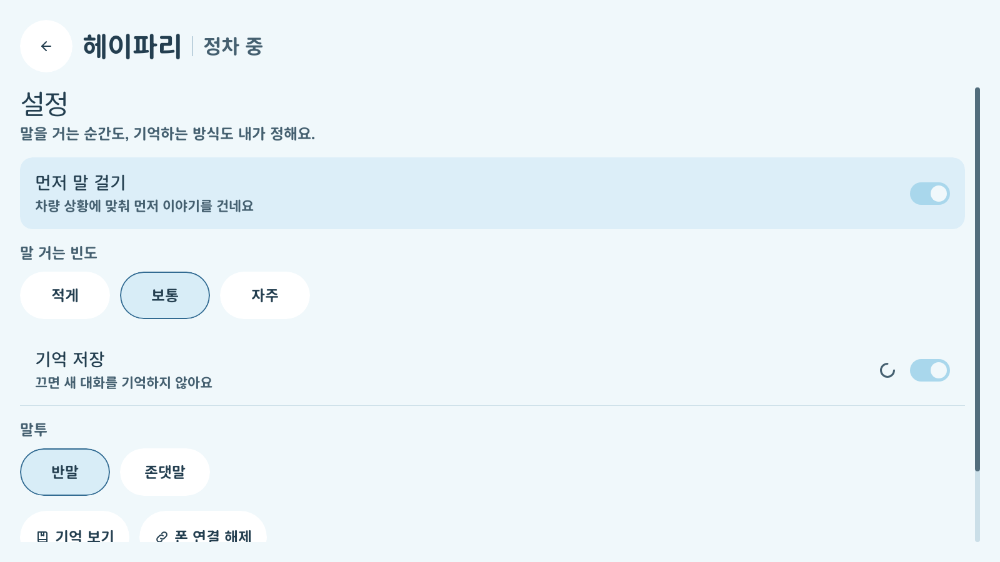 헤이파리 정차 중
설정
말을 거는 순간도, 기억하는 방식도 내가 정해요.
먼저 말 걸기
차량 상황에 맞춰 먼저 이야기를 건네요
말 거는 빈도
적게 보통 자주
기억 저장
끄면 새 대화를 기억하지 않아요
말투
반말 존댓말
기억 보기 폰 연결 해제